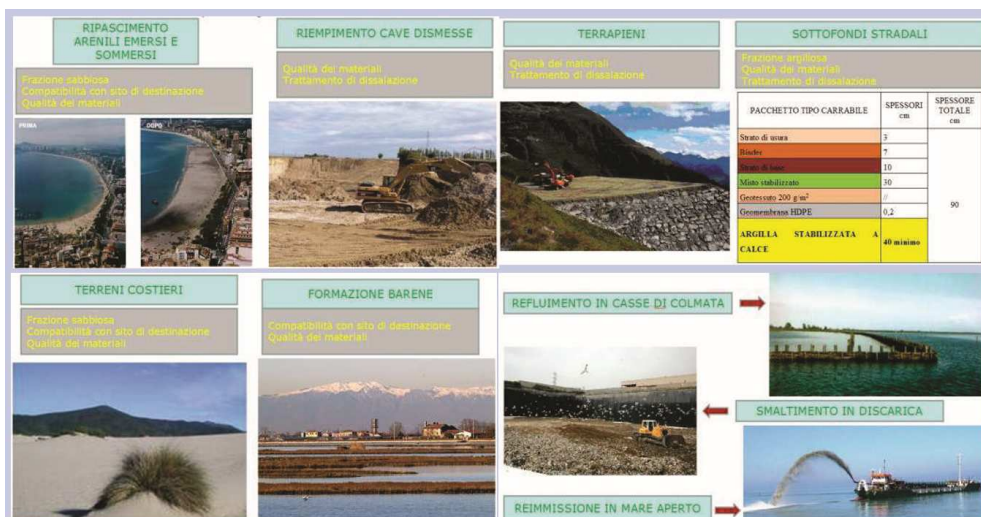 RIPASCIMENTO
ARENILI EMERSI E
SOMMERSI
Frazione sabbiosa
Compatibilità con sito di destinazione
Qualità dei materiali
PRIMA
DOPO
RIEMPIMENTO CAVE DISMESSE
Qualità dei materiali
Trattamento di dissalazione
TERRAPIENI
Qualità dei materiali
Trattemento di dissalazione
SOTTOFONDI STRADALI
Frazione argillosa
Qualità dei materiali
Trattamento di dissalazione
PACCHETTO TIPO CARRABILE
SPESSORI
cm
SPESSORE
TOTALE
cm
Strato di usura
3
Binder
7
Strato di base
10
Misto stabilizzato
30
Geotessuto 200 g/m²
//
Geomembrana HDPE
0,2
ARGILLA STABILIZZATA A
CALCE
40 minimo
90
TERRENI COSTIERI
Frazione sabbiosa
Compatibilità con sito di destinazione
Qualità dei materiali
FORMAZIONE BARENE
Compatibilità con sito di destinazione
Qualità dei materiali
REFLUIMENTO IN CASSE DI COLMATA
SMALTIMENTO IN DISCARICA
REIMMISSIONE IN MARE APERTO